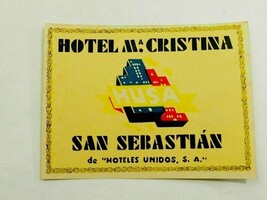 HOTEL Mª CRISTINA
HUSA
SAN SEBASTIÁN
de "HOTELES UNIDOS, S. A."